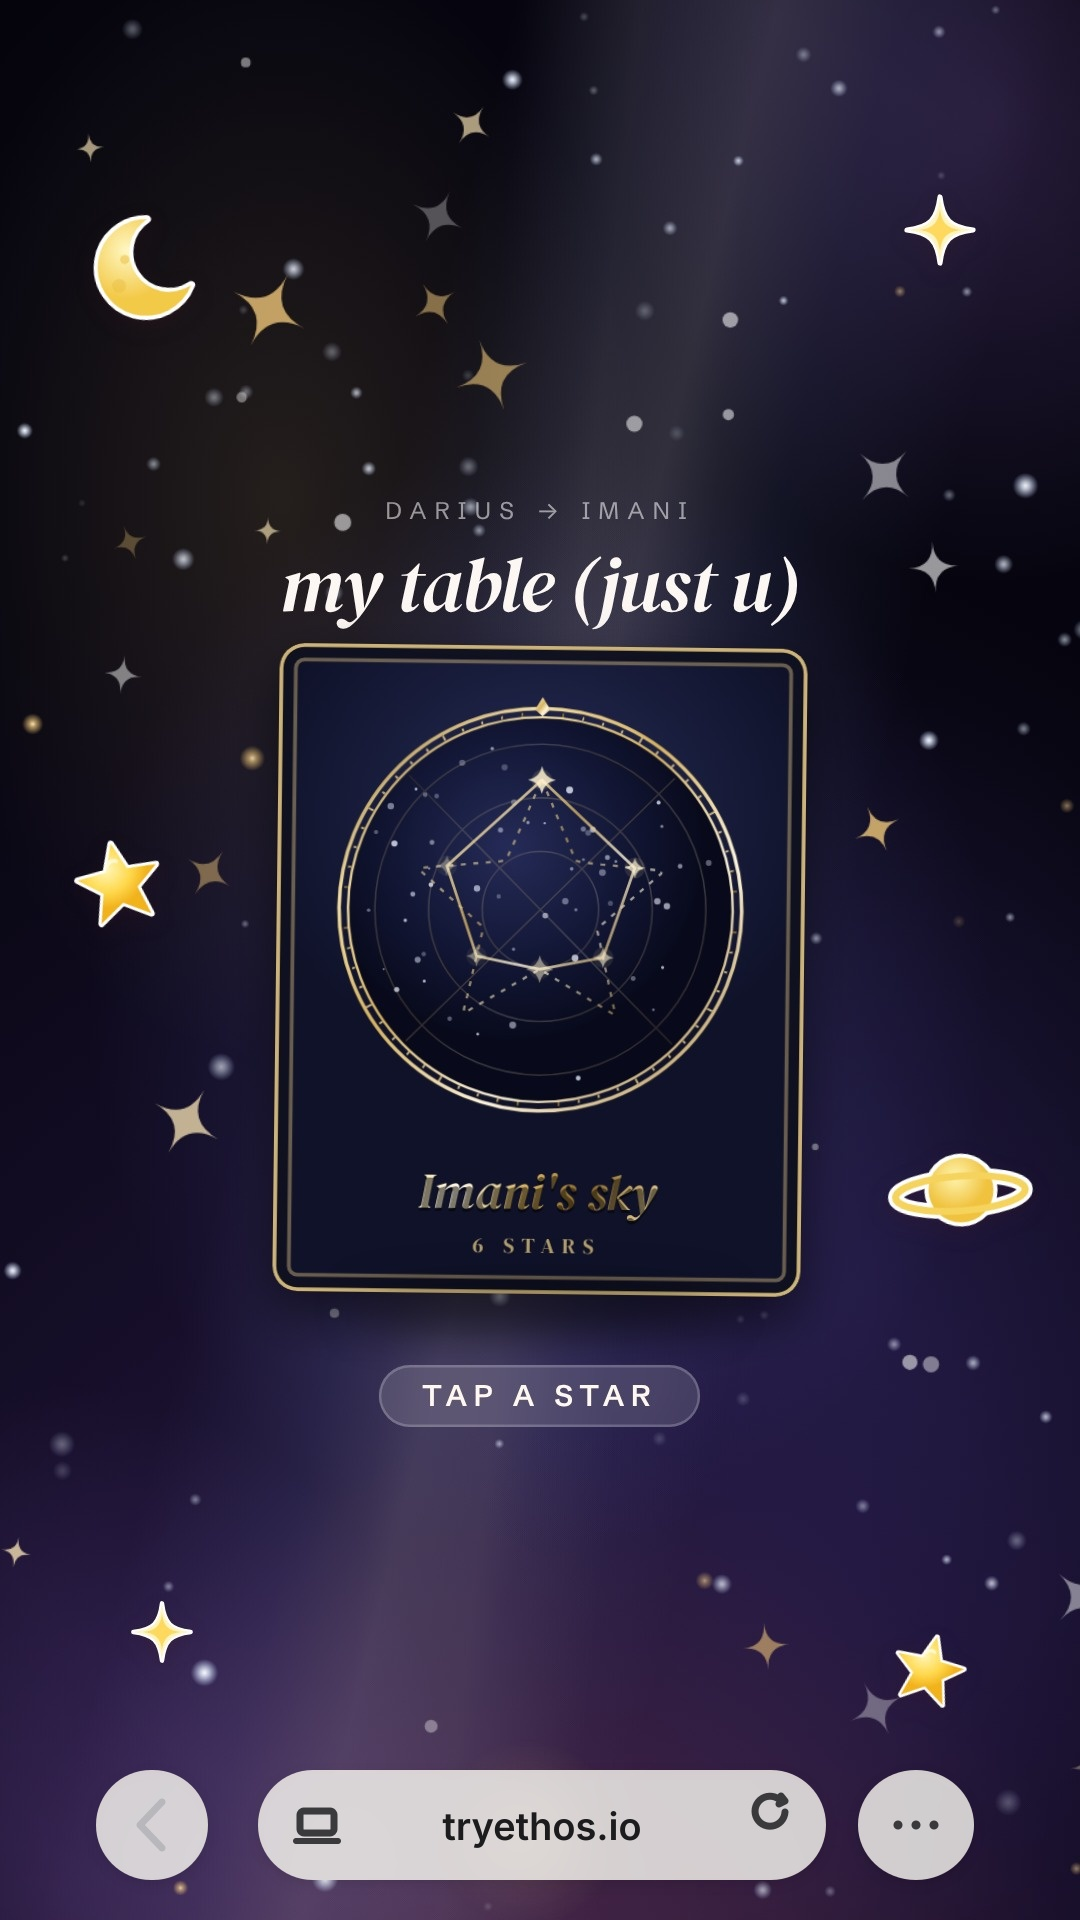 DARIUS → IMANI
my table (just u)
Imani's sky
6 STARS
TAP A STAR
tryethos.io